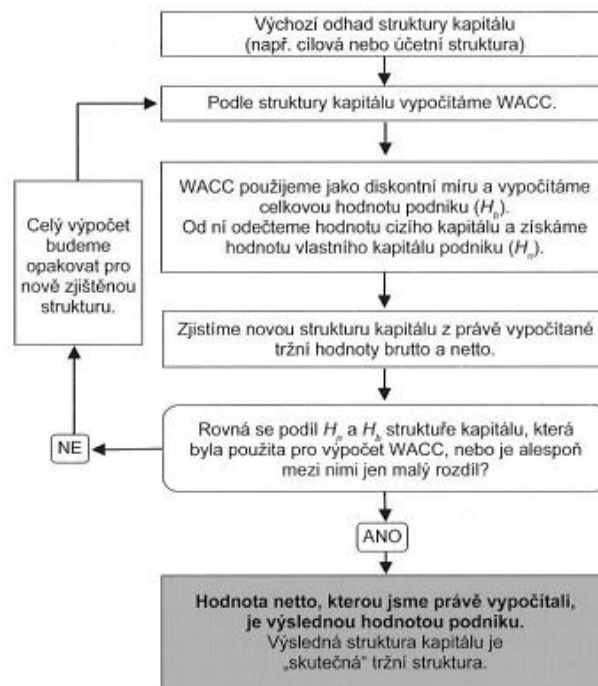 Výchozí odhad struktury kapitálu
(např. cílová nebo účetní struktura)
Podle struktury kapitálu vypočítáme WACC.
WACC použijeme jako diskontní míru a vypočítáme
celkovou hodnotu podniku (Hb).
Od ní odečteme hodnotu cizího kapitálu a získáme
hodnotu vlastního kapitálu podniku (Hn).
Celý výpočet
budeme
opakovat pro
nově zjištěnou
strukturu.
Zjistíme novou strukturu kapitálu z právě vypočítané
tržní hodnoty brutto a netto.
Rovná se podíl Hn a Hb struktuře kapitálu, která
byla použita pro výpočet WACC, nebo je alespoň
mezi nimi jen malý rozdíl?
NE
ANO
Hodnota netto, kterou jsme právě vypočítali,
je výslednou hodnotou podniku.
Výsledná struktura kapitálu je
„skutečná“ tržní struktura.